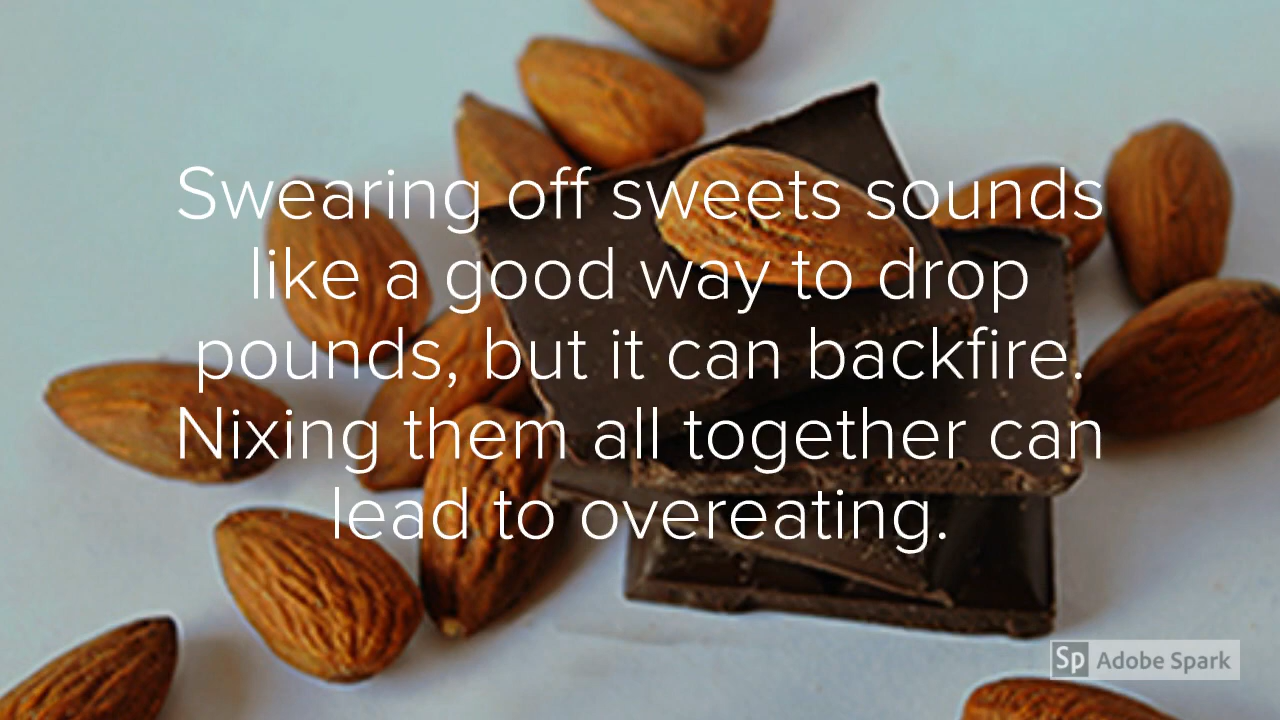 Swearing off sweets sounds
like a good way to drop
pounds, but it can backfire.
Nixing them all together can
lead to overeating.
Sp Adobe Spark